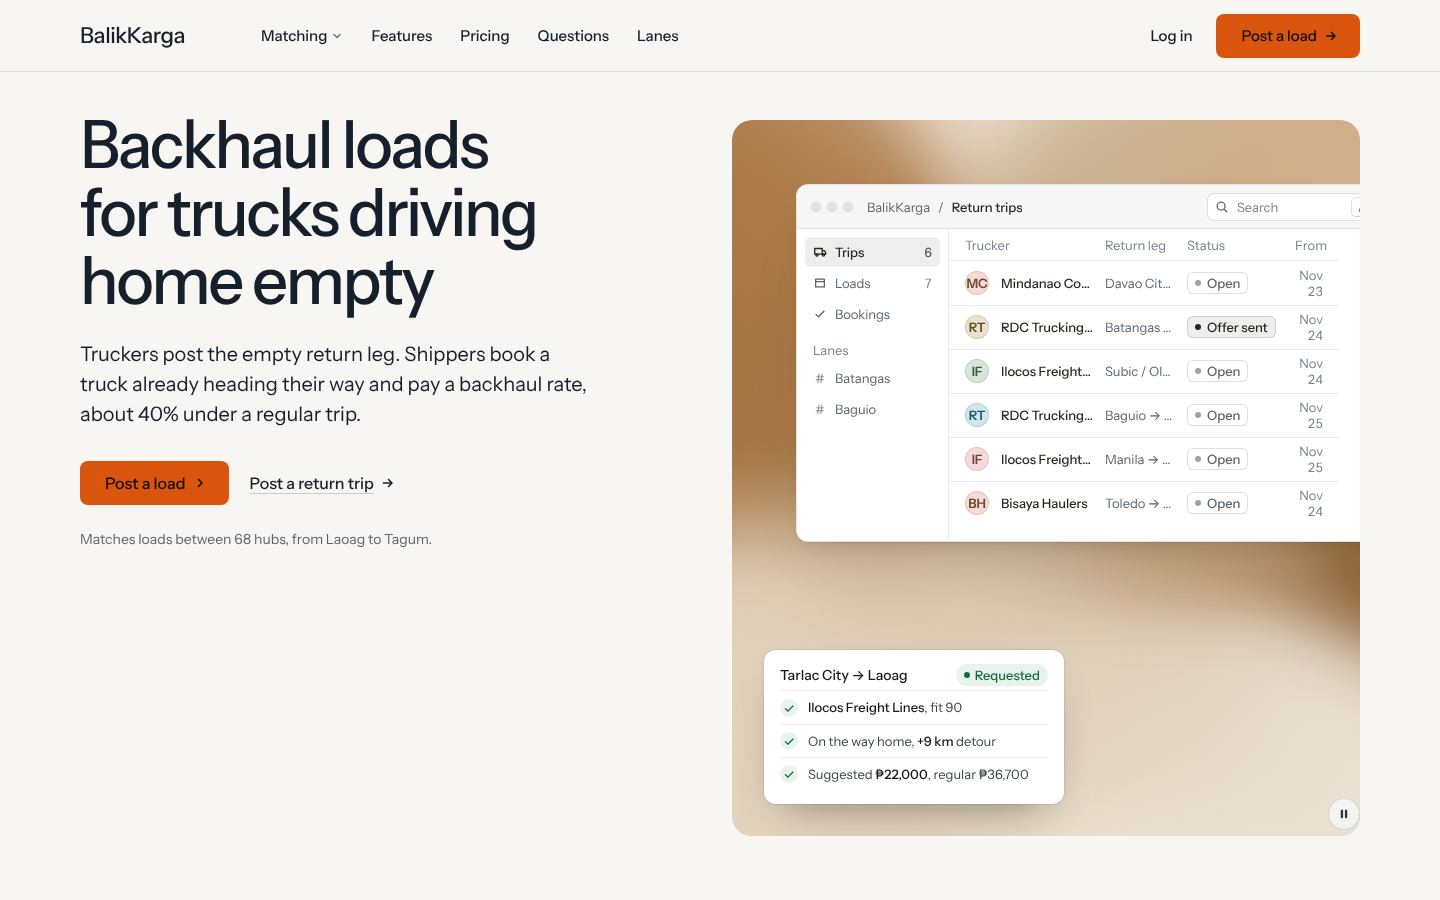 BalikKarga
Matching
Features
Pricing
Questions
Lanes
Log in
Post a load →
Backhaul loads
for trucks driving
home empty
Truckers post the empty return leg. Shippers book a
truck already heading their way and pay a backhaul rate,
about 40% under a regular trip.
Post a load
Post a return trip →
Matches loads between 68 hubs, from Laoag to Tagum.
BalikKarga / Return trips
Search
Trips 6
Loads 7
Bookings
Lanes
# Batangas
# Baguio
Trucker Return leg Status From
MC Mindanao Co... Davao Cit... Open Nov 23
RT RDC Trucking... Batangas ... Offer sent Nov 24
IF Ilocos Freight... Subic / Ol... Open Nov 24
RT RDC Trucking... Baguio → ... Open Nov 25
IF Ilocos Freight... Manila → ... Open Nov 25
BH Bisaya Haulers Toledo → ... Open Nov 24
Tarlac City → Laoag Requested
Ilocos Freight Lines, fit 90
On the way home, +9 km detour
Suggested ₱22,000, regular ₱36,700